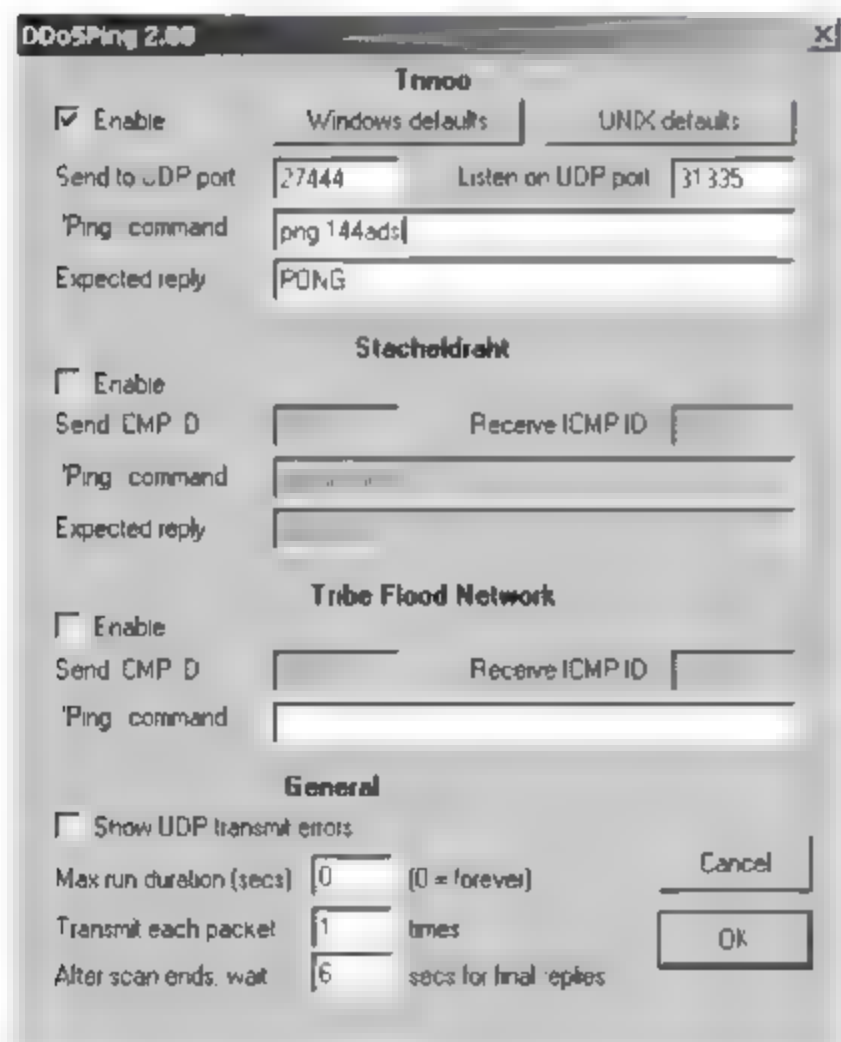 DDoSPing 2.00
Trinoo
Enable
Windows defaults
UNIX defaults
Send to UDP port
27444
Listen on UDP port
31335
'Ping command
png 144adsl
Expected reply
PONG
Stacheldraht
Enable
Send ICMP ID
Receive ICMP ID
'Ping command
Expected reply
Tribe Flood Network
Enable
Send ICMP ID
Receive ICMP ID
'Ping command
General
Show UDP transmit errors
Max run duration (secs)
0
(0 = forever)
Transmit each packet
1
times
After scan ends, wait
6
secs for final replies
Cancel
OK